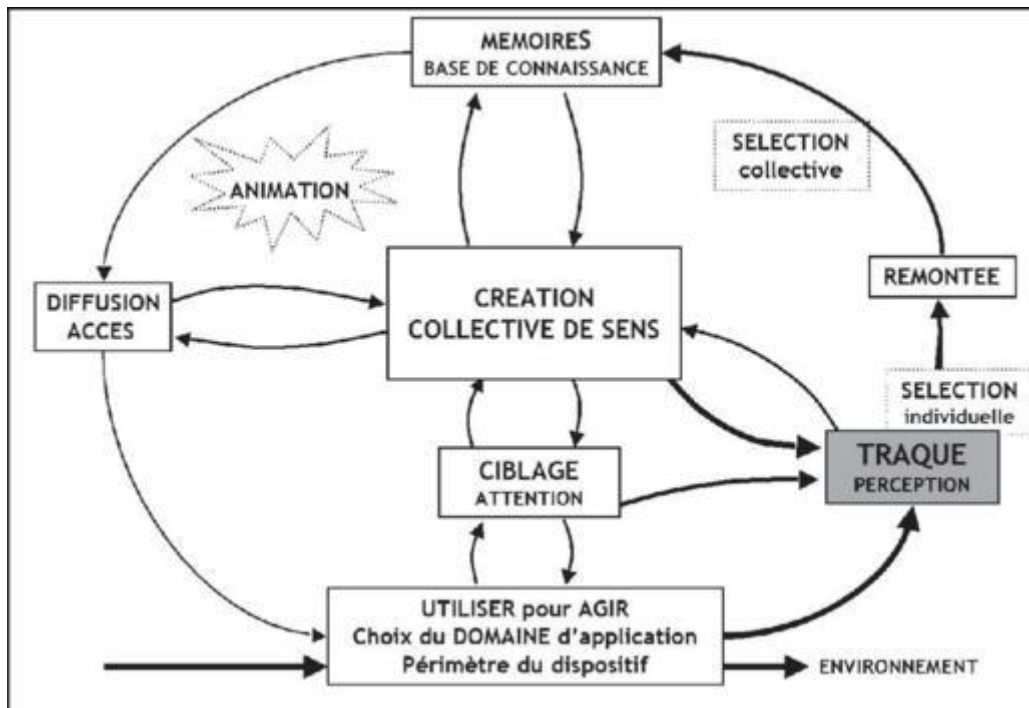 MEMOIRES
BASE DE CONNAISSANCE
SELECTION
collective
ANIMATION
REMONTEE
DIFFUSION
ACCES
CREATION
COLLECTIVE DE SENS
SELECTION
individuelle
TRAQUE
PERCEPTION
CIBLAGE
ATTENTION
UTILISER pour AGIR
Choix du DOMAINE d'application
Périmètre du dispositif
ENVIRONNEMENT